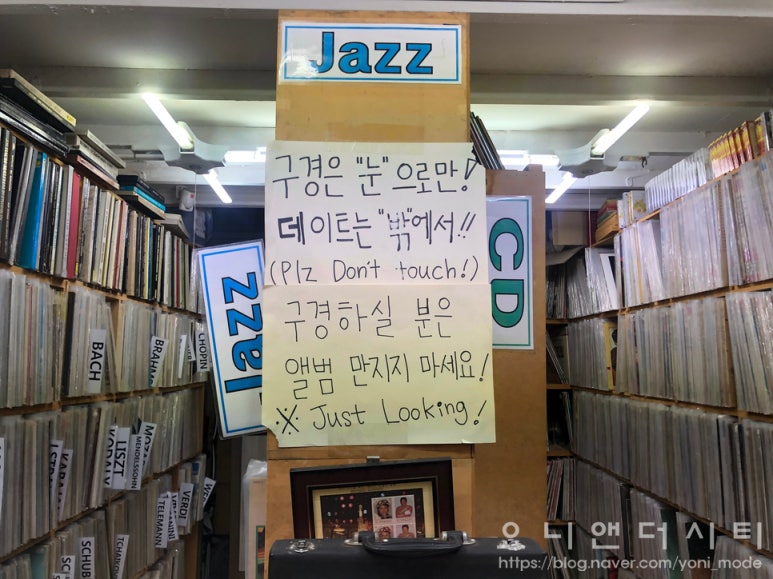 Jazz
구경은 "눈"으로만!
데이트는 "밖"에서!!
(Plz Don't touch!)
구경하실 분은
앨범 만지지 마세요!
※ Just Looking!
Jazz
CD
BACH
BRAHMS
CHOPIN
LISZT
MENDELSSOHN
VERDI
TELEMANN
요니앤더시티
https://blog.naver.com/yoni_mode